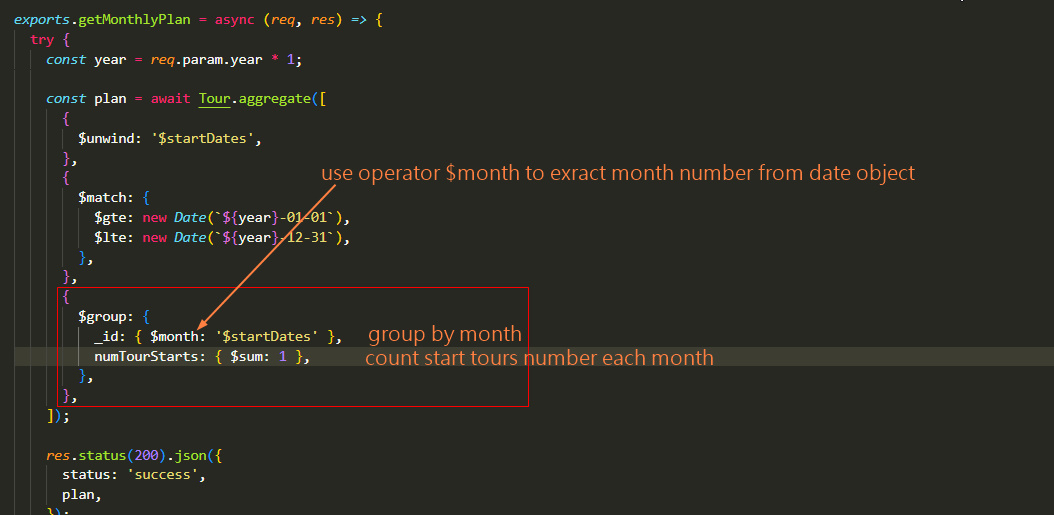 exports.getMonthlyPlan = async (req, res) => {
try {
const year = req.param.year * 1;
const plan = await Tour.aggregate([
{
$unwind: '$startDates',
},
{
use operator $month to exract month number from date object
$match: {
$gte: new Date(`${year}-01-01`),
$lte: new Date(`${year}-12-31`),
},
},
{
$group: {
_id: { $month: '$startDates' }, group by month
numTourStarts: { $sum: 1 }, count start tours number each month
},
},
]);
res.status(200).json({
status: 'success',
plan,
});